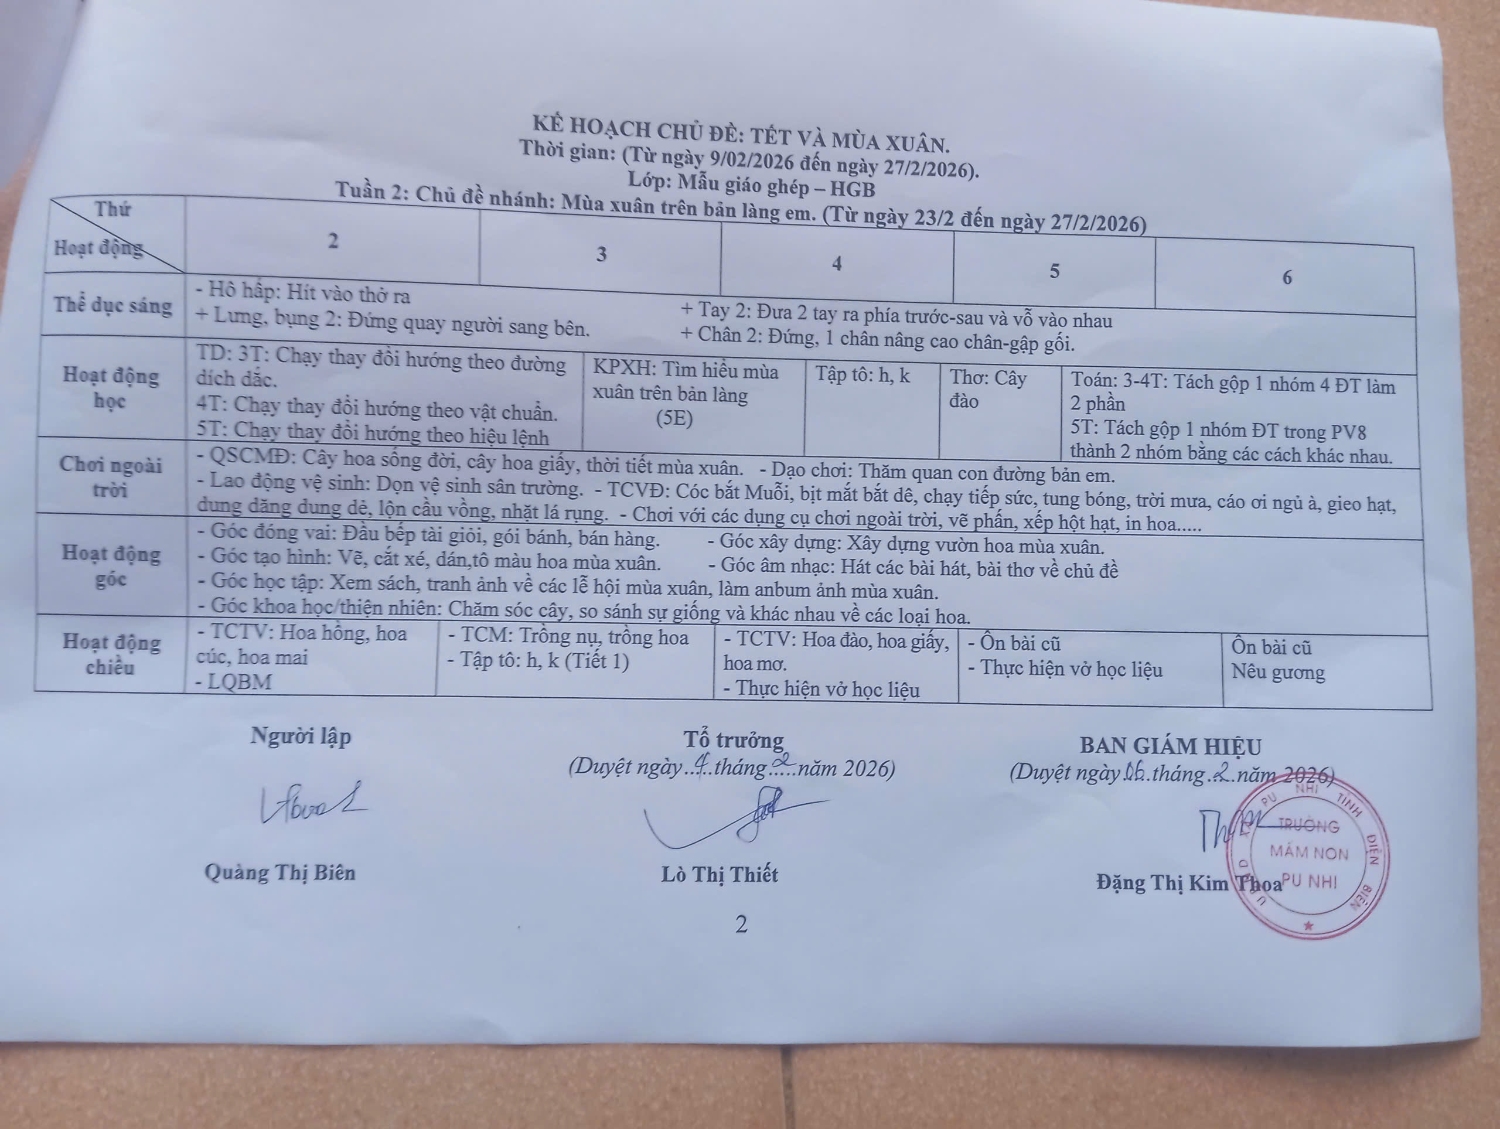 KẾ HOẠCH CHỦ ĐỀ: TẾT VÀ MÙA XUÂN.
Thời gian: (Từ ngày 9/02/2026 đến ngày 27/2/2026).
Lớp: Mẫu giáo ghép – HGB
Tuần 2: Chủ đề nhánh: Mùa xuân trên bản làng em. (Từ ngày 23/2 đến ngày 27/2/2026)
Thứ
Hoạt động
2
3
4
5
6
Thể dục sáng
- Hô hấp: Hít vào thở ra
+ Lưng, bụng 2: Đứng quay người sang bên.
+ Tay 2: Đưa 2 tay ra phía trước-sau và vỗ vào nhau
+ Chân 2: Đứng, 1 chân nâng cao chân-gập gối.
Hoạt động
học
TD: 3T: Chạy thay đổi hướng theo đường
dích dắc.
4T: Chạy thay đổi hướng theo vật chuẩn.
5T: Chạy thay đổi hướng theo hiệu lệnh
KPXH: Tìm hiểu mùa
xuân trên bản làng
(5E)
Tập tô: h, k
Thơ: Cây
đào
Toán: 3-4T: Tách gộp 1 nhóm 4 ĐT làm
2 phần
5T: Tách gộp 1 nhóm ĐT trong PV8
thành 2 nhóm bằng các cách khác nhau.
Chơi ngoài
trời
- QSCMĐ: Cây hoa sống đời, cây hoa giấy, thời tiết mùa xuân. - Dạo chơi: Thăm quan con đường bản em.
- Lao động vệ sinh: Dọn vệ sinh sân trường. - TCVĐ: Cóc bắt Muỗi, bịt mắt bắt dê, chạy tiếp sức, tung bóng, trời mưa, cáo ơi ngủ à, gieo hạt,
dung dăng dung dẻ, lộn cầu vồng, nhặt lá rụng. - Chơi với các dụng cụ chơi ngoài trời, vẽ phấn, xếp hột hạt, in hoa.....
Hoạt động
góc
- Góc đóng vai: Đầu bếp tài giỏi, gói bánh, bán hàng. - Góc xây dựng: Xây dựng vườn hoa mùa xuân.
- Góc tạo hình: Vẽ, cắt xé, dán,tô màu hoa mùa xuân. - Góc âm nhạc: Hát các bài hát, bài thơ về chủ đề
- Góc học tập: Xem sách, tranh ảnh về các lễ hội mùa xuân, làm anbum ảnh mùa xuân.
- Góc khoa học/thiện nhiên: Chăm sóc cây, so sánh sự giống và khác nhau về các loại hoa.
Hoạt động
chiều
- TCTV: Hoa hồng, hoa
cúc, hoa mai
- LQBM
- TCM: Trồng nụ, trồng hoa
- Tập tô: h, k (Tiết 1)
- TCTV: Hoa đào, hoa giấy,
hoa mơ.
- Thực hiện vở học liệu
- Ôn bài cũ
- Thực hiện vở học liệu
Ôn bài cũ
Nêu gương
Người lập
Tổ trưởng
(Duyệt ngày..4..tháng..2...năm 2026)
BAN GIÁM HIỆU
(Duyệt ngày.06.tháng..2.năm 2026)
TRƯỜNG
MẦM NON
PU NHI
U.B.N.D XÃ PU NHI TỈNH ĐIỆN BIÊN
Quàng Thị Biên
Lò Thị Thiết
Đặng Thị Kim Thoa
2